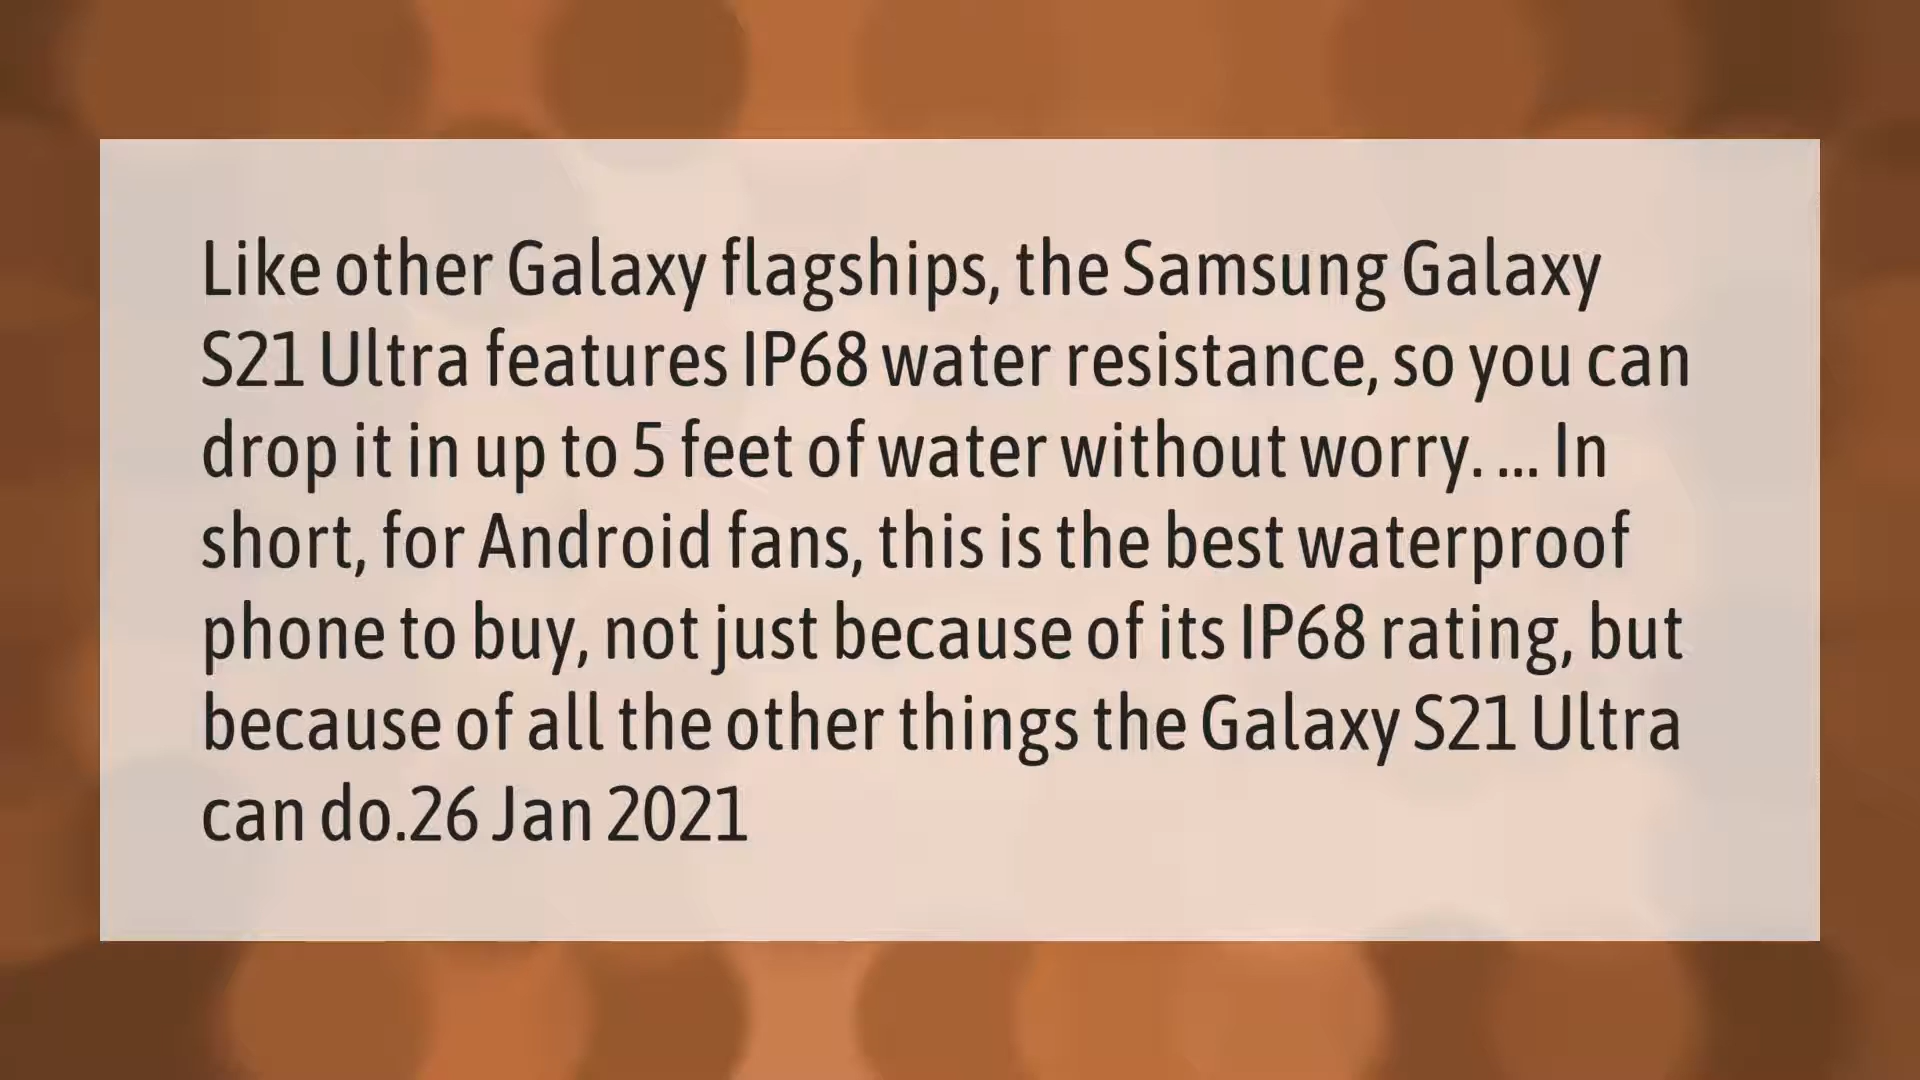 Like other Galaxy flagships, the Samsung Galaxy
S21 Ultra features IP68 water resistance, so you can
drop it in up to 5 feet of water without worry. ... In
short, for Android fans, this is the best waterproof
phone to buy, not just because of its IP68 rating, but
because of all the other things the Galaxy S21 Ultra
can do.26 Jan 2021